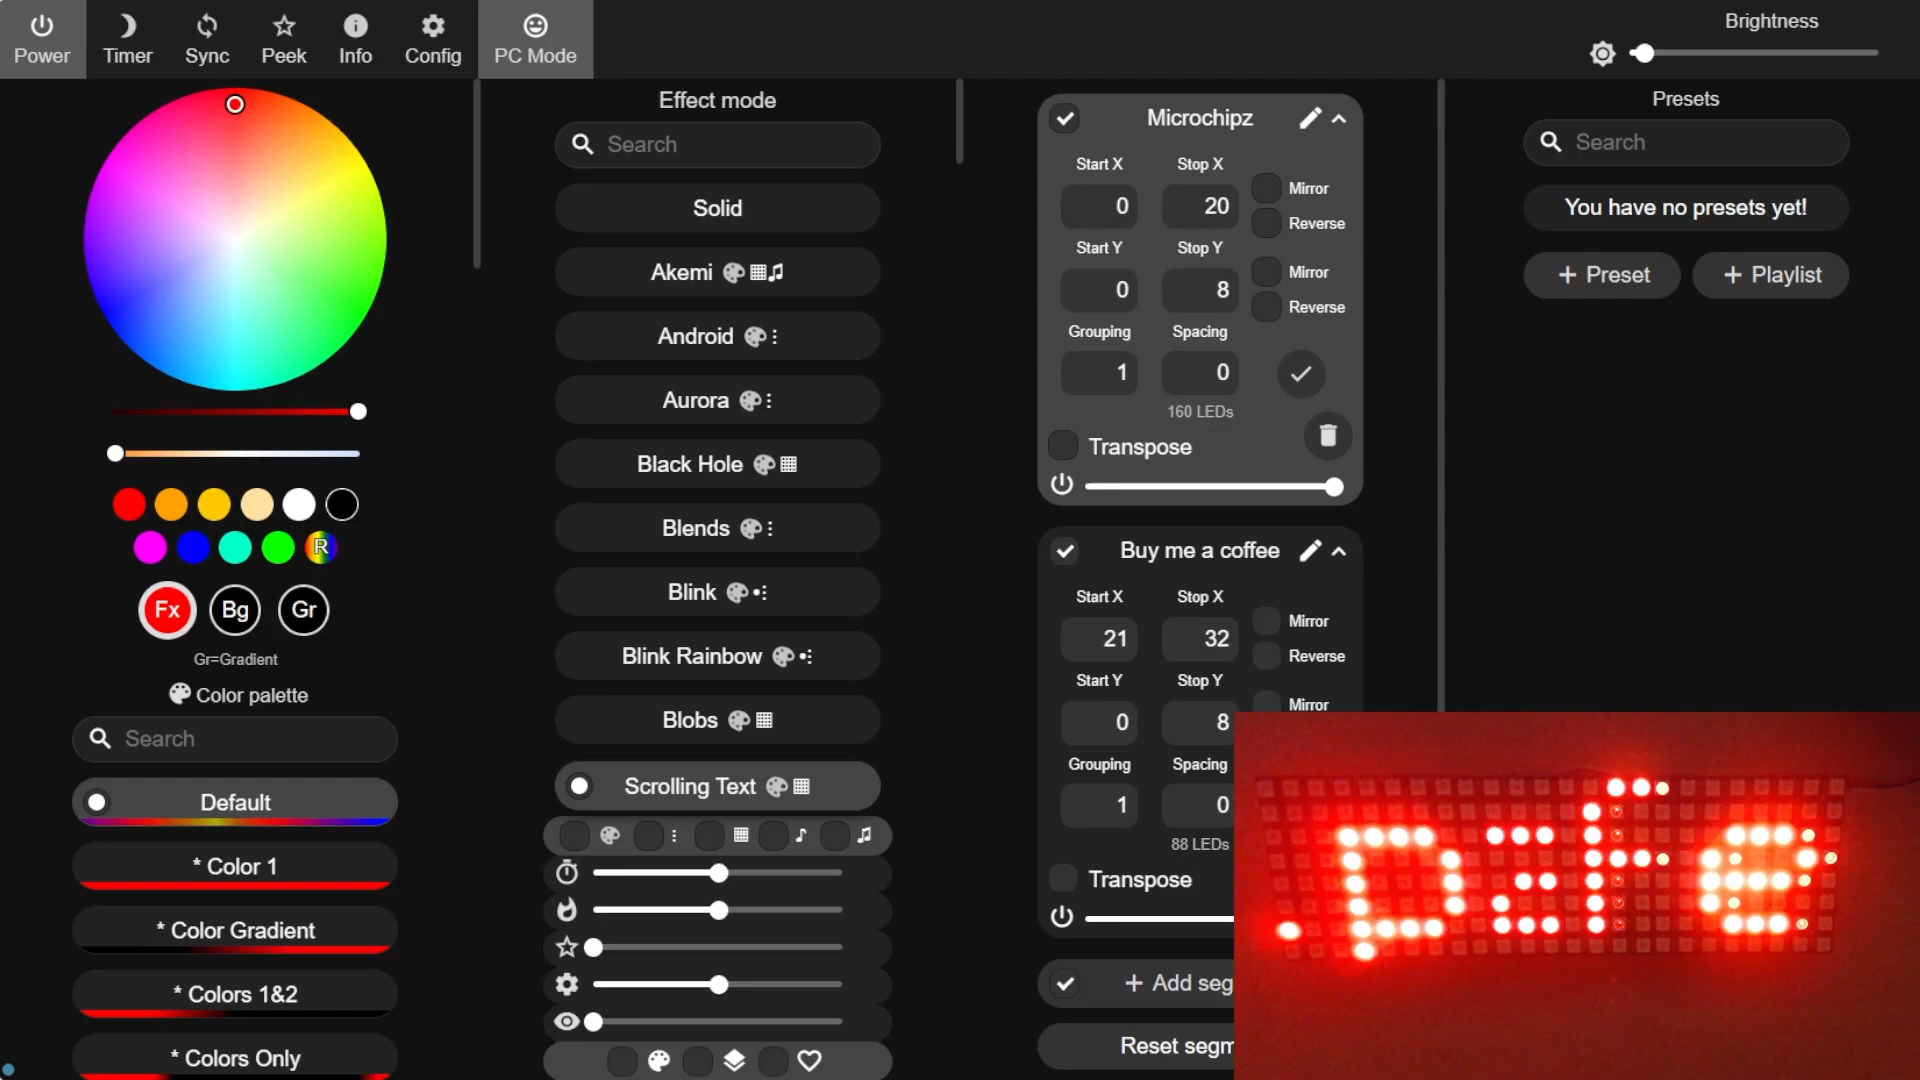 Power
Timer
Sync
Peek
Info
Config
PC Mode
Brightness
Effect mode
Search
Solid
Akemi
Android
Aurora
Black Hole
Blends
Blink
Blink Rainbow
Blobs
Scrolling Text
R
Fx
Bg
Gr
Gr=Gradient
Color palette
Search
Default
* Color 1
* Color Gradient
* Colors 1&2
* Colors Only
Microchipz
Start X
Stop X
0
20
Mirror
Reverse
Start Y
Stop Y
0
8
Mirror
Reverse
Grouping
Spacing
1
0
160 LEDs
Transpose
Buy me a coffee
Start X
Stop X
21
32
Mirror
Reverse
Start Y
Stop Y
0
8
Mirror
Grouping
Spacing
1
0
88 LEDs
Transpose
+ Add seg
Reset segm
Presets
Search
You have no presets yet!
+ Preset
+ Playlist